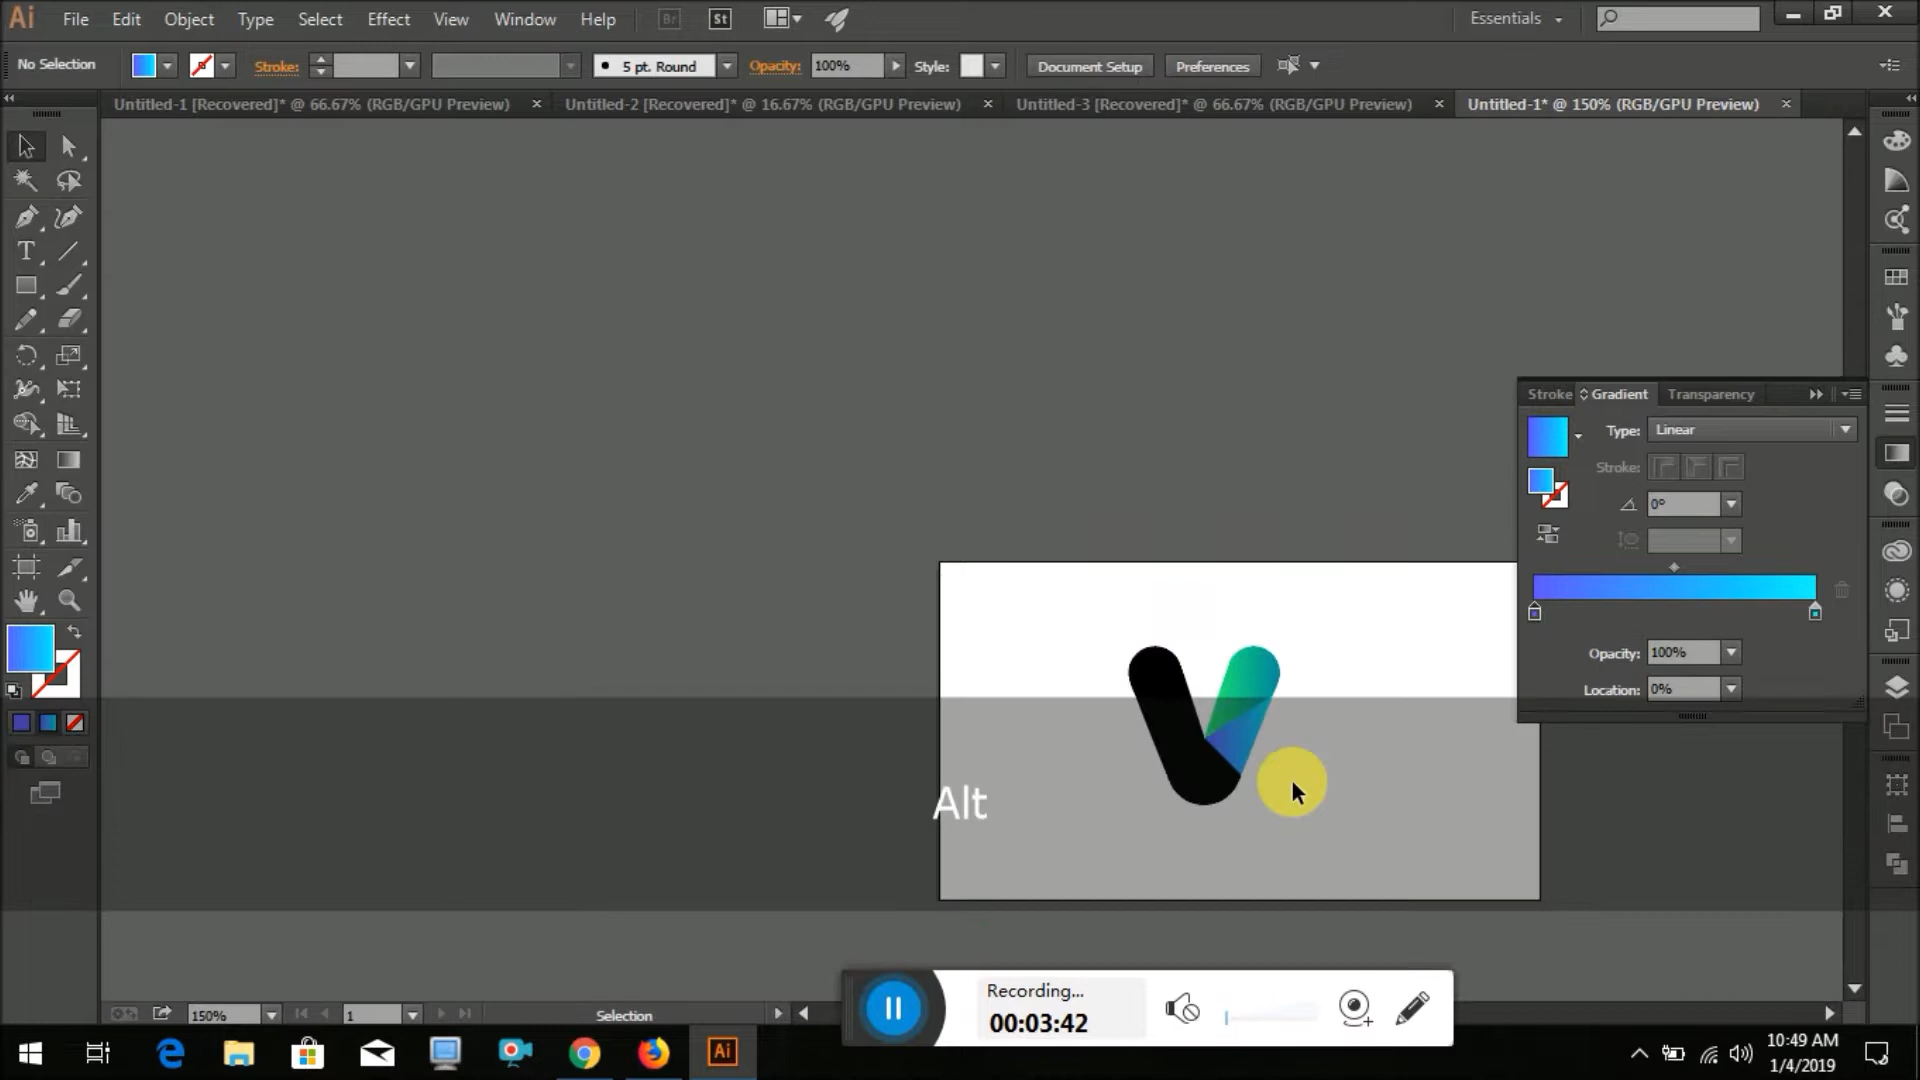 Ai File Edit Object Type Select Effect View Window Help Br St Essentials
No Selection Stroke: 5 pt. Round Opacity: 100% Style: Document Setup Preferences
Untitled-1 [Recovered]* @ 66.67% (RGB/GPU Preview) Untitled-2 [Recovered]* @ 16.67% (RGB/GPU Preview) Untitled-3 [Recovered]* @ 66.67% (RGB/GPU Preview) Untitled-1* @ 150% (RGB/GPU Preview)
Stroke Gradient Transparency
Type: Linear
Stroke:
0°
Opacity: 100%
Location: 0%
Alt
150% 1 Selection
Recording...
00:03:42
Ai
10:49 AM
1/4/2019